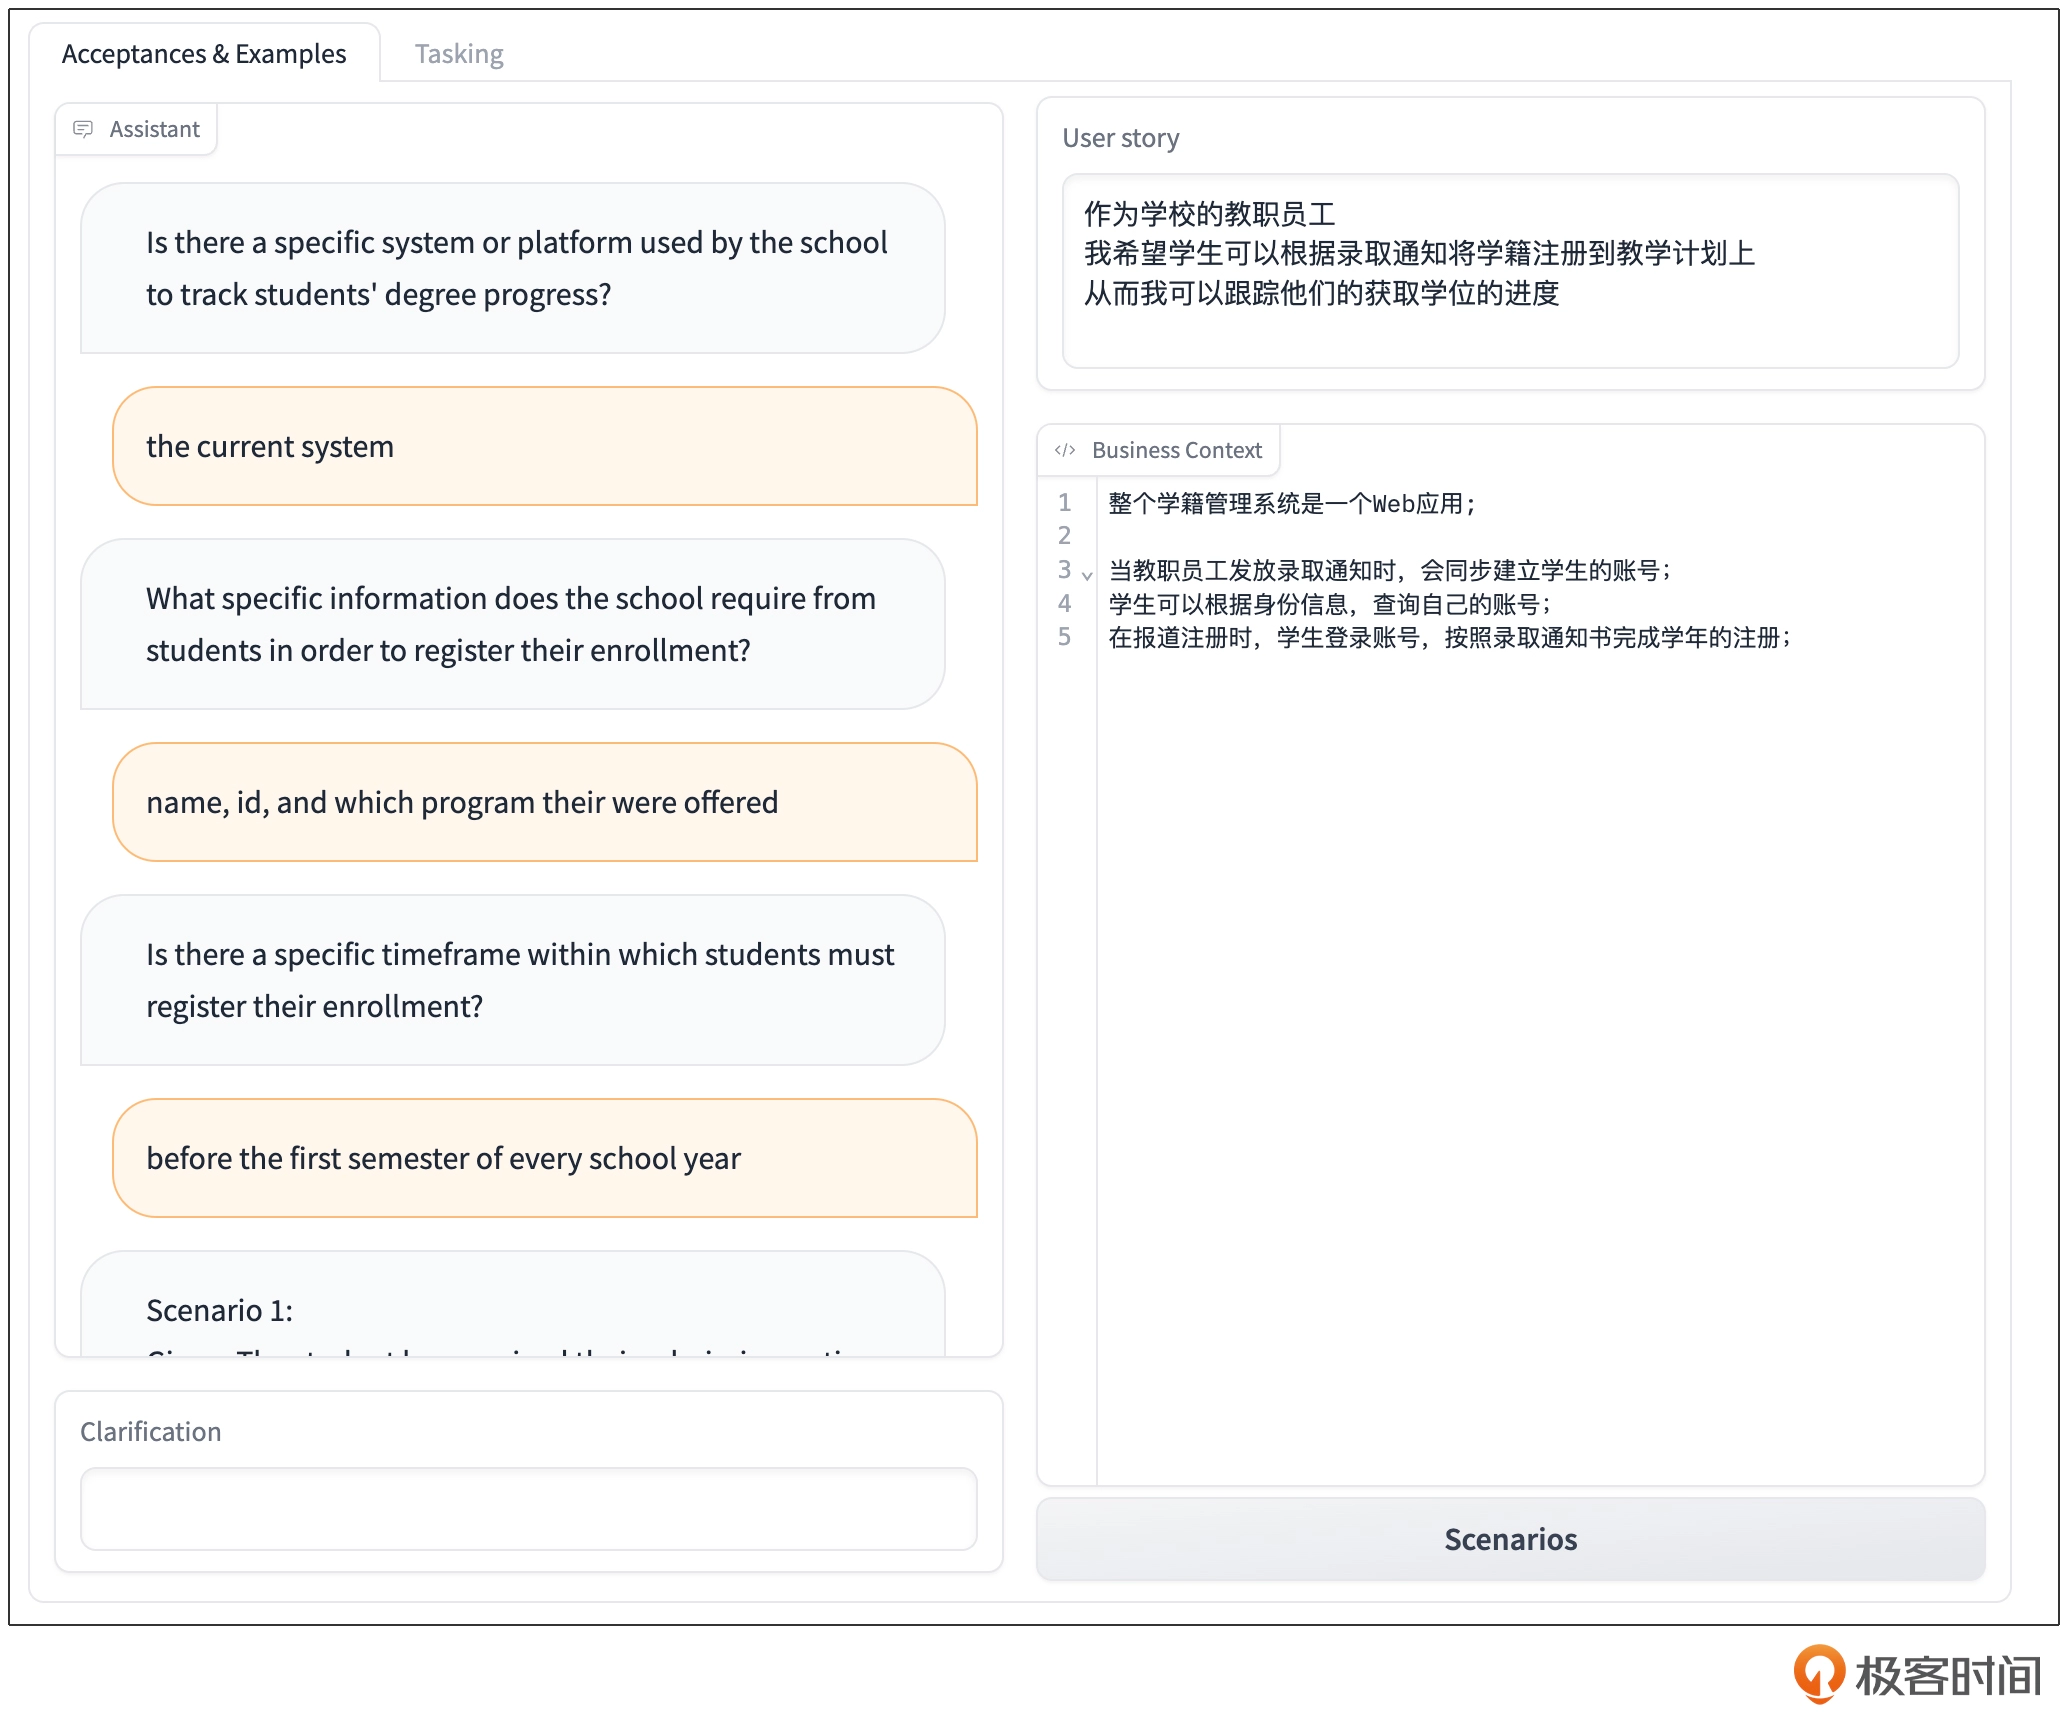 Acceptances & Examples
Tasking
Assistant
Is there a specific system or platform used by the school
to track students' degree progress?
the current system
What specific information does the school require from
students in order to register their enrollment?
name, id, and which program their were offered
Is there a specific timeframe within which students must
register their enrollment?
before the first semester of every school year
Scenario 1:
Clarification
User story
作为学校的教职员工
我希望学生可以根据录取通知将学籍注册到教学计划上
从而我可以跟踪他们的获取学位的进度
Business Context
1 整个学籍管理系统是一个Web应用；
2
3 当教职员工发放录取通知时，会同步建立学生的账号；
4 学生可以根据身份信息，查询自己的账号；
5 在报道注册时，学生登录账号，按照录取通知书完成学年的注册；
Scenarios
极客时间